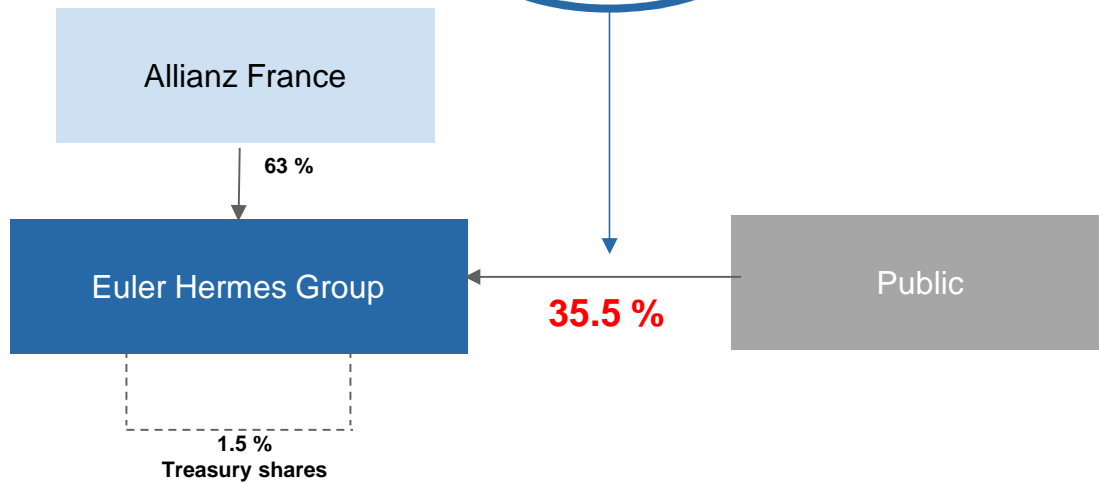 Allianz France
63 %
Euler Hermes Group
35.5 %
Public
1.5 %
Treasury shares